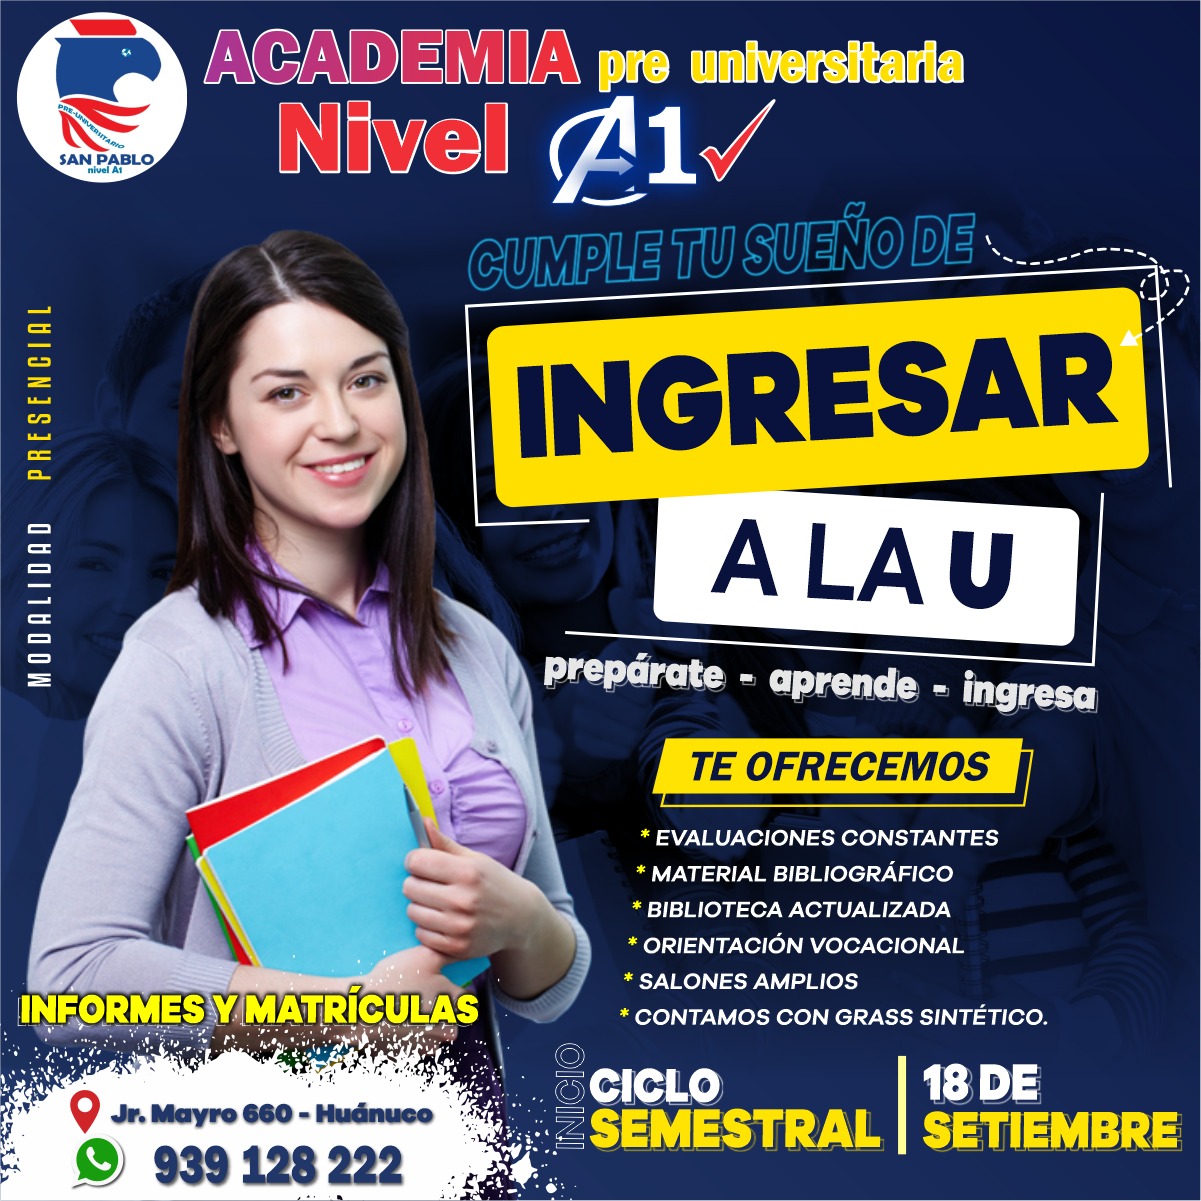 PRE-UNIVERSITARIO
SAN PABLO
nivel A1
ACADEMIA pre universitaria
Nivel A1
CUMPLE TU SUEÑO DE
INGRESAR
A LA U
prepárate - aprende - ingresa
MODALIDAD PRESENCIAL
TE OFRECEMOS
* EVALUACIONES CONSTANTES
* MATERIAL BIBLIOGRÁFICO
* BIBLIOTECA ACTUALIZADA
* ORIENTACIÓN VOCACIONAL
* SALONES AMPLIOS
* CONTAMOS CON GRASS SINTÉTICO.
INFORMES Y MATRÍCULAS
Jr. Mayro 660 - Huánuco
939 128 222
INICIO
CICLO
SEMESTRAL
18 DE
SETIEMBRE